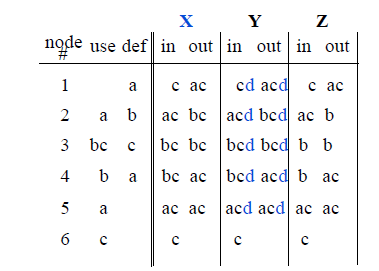 X Y Z
node # use def in out in out in out
1 a c ac cd acd c ac
2 a b ac bc acd bcd ac b
3 bc c bc bc bcd bcd b b
4 b a bc ac bcd acd b ac
5 a ac ac acd acd ac ac
6 c c c c